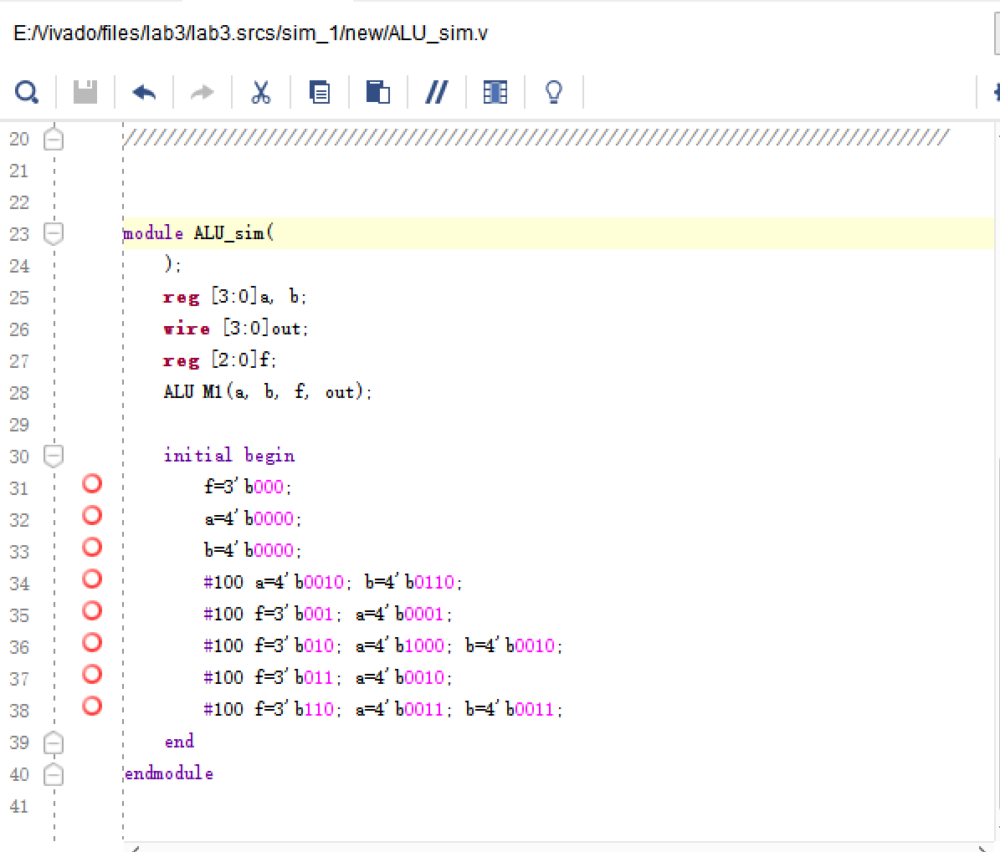 E:/Vivado/files/lab3/lab3.srcs/sim_1/new/ALU_sim.v
20 //////////////////////////////////////////////////////////////////////////////////
21
22
23 module ALU_sim(
24     );
25     reg [3:0]a, b;
26     wire [3:0]out;
27     reg [2:0]f;
28     ALU M1(a, b, f, out);
29
30     initial begin
31         f=3'b000;
32         a=4'b0000;
33         b=4'b0000;
34         #100 a=4'b0010; b=4'b0110;
35         #100 f=3'b001; a=4'b0001;
36         #100 f=3'b010; a=4'b1000; b=4'b0010;
37         #100 f=3'b011; a=4'b0010;
38         #100 f=3'b110; a=4'b0011; b=4'b0011;
39     end
40 endmodule
41